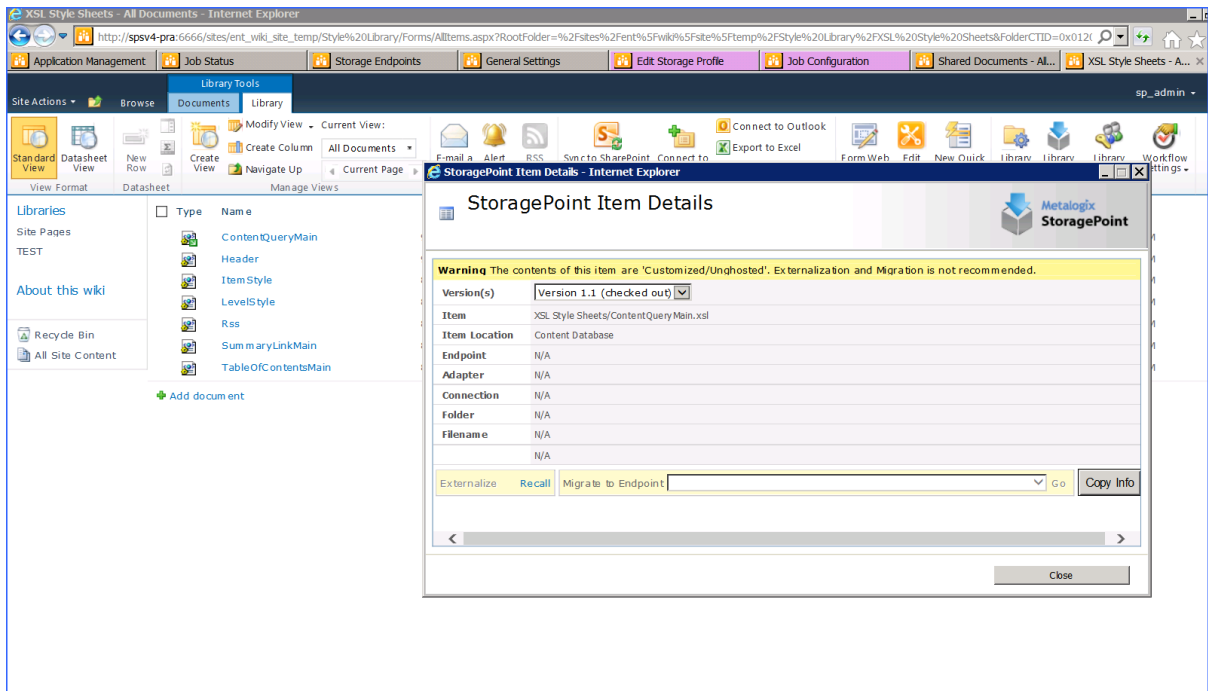 XSL Style Sheets - All Documents - Internet Explorer
http://spsv4-pra:6666/sites/ent_wiki_site_temp/Style%20Library/Forms/AllItems.aspx?RootFolder=%2Fsites%2Fent%5Fwiki%5Fsite%5Ftemp%2FStyle%20Library%2FXSL%20Style%20Sheets&FolderCTID=0x012(
Application Management Job Status Storage Endpoints General Settings Edit Storage Profile Job Configuration Shared Documents - Al... XSL Style Sheets - A...
Library Tools
Site Actions Browse Documents Library sp_admin
Standard View
Datasheet View
New Row
Create View
Modify View
Create Column
Navigate Up
Current View:
All Documents
Current Page
E-mail a
Alert
RSS
Sync to SharePoint
Connect to
Connect to Outlook
Export to Excel
Form Web
Edit
New Quick
Library
Library
Library
Workflow
Settings
View Format Datasheet Manage Views
Libraries
Site Pages
TEST
About this wiki
Recycle Bin
All Site Content
Type Name
ContentQueryMain
Header
ItemStyle
LevelStyle
Rss
SummaryLinkMain
TableOfContentsMain
Add document
StoragePoint Item Details - Internet Explorer
StoragePoint Item Details
Metalogix
StoragePoint
Warning The contents of this item are 'Customized/Unghosted'. Externalization and Migration is not recommended.
Version(s) Version 1.1 (checked out)
Item XSL Style Sheets/ContentQueryMain.xsl
Item Location Content Database
Endpoint N/A
Adapter N/A
Connection N/A
Folder N/A
Filename N/A
N/A
Externalize Recall Migrate to Endpoint Go Copy Info
Close